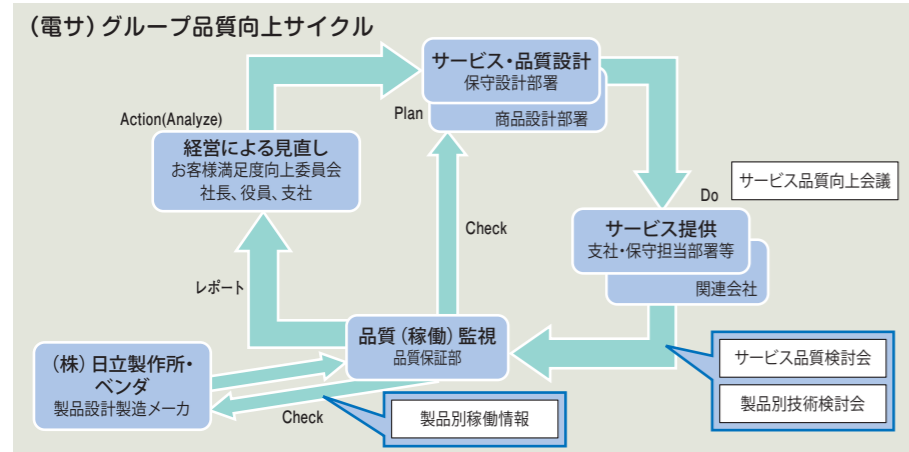 （電サ）グループ品質向上サイクル
サービス・品質設計
保守設計部署
Plan
商品設計部署
Action(Analyze)
経営による見直し
お客様満足度向上委員会
社長、役員、支社
サービス品質向上会議
Do
サービス提供
支社・保守担当部署等
関連会社
Check
レポート
品質（稼働）監視
品質保証部
（株）日立製作所・
ベンダ
製品設計製造メーカ
Check
製品別稼働情報
サービス品質検討会
製品別技術検討会